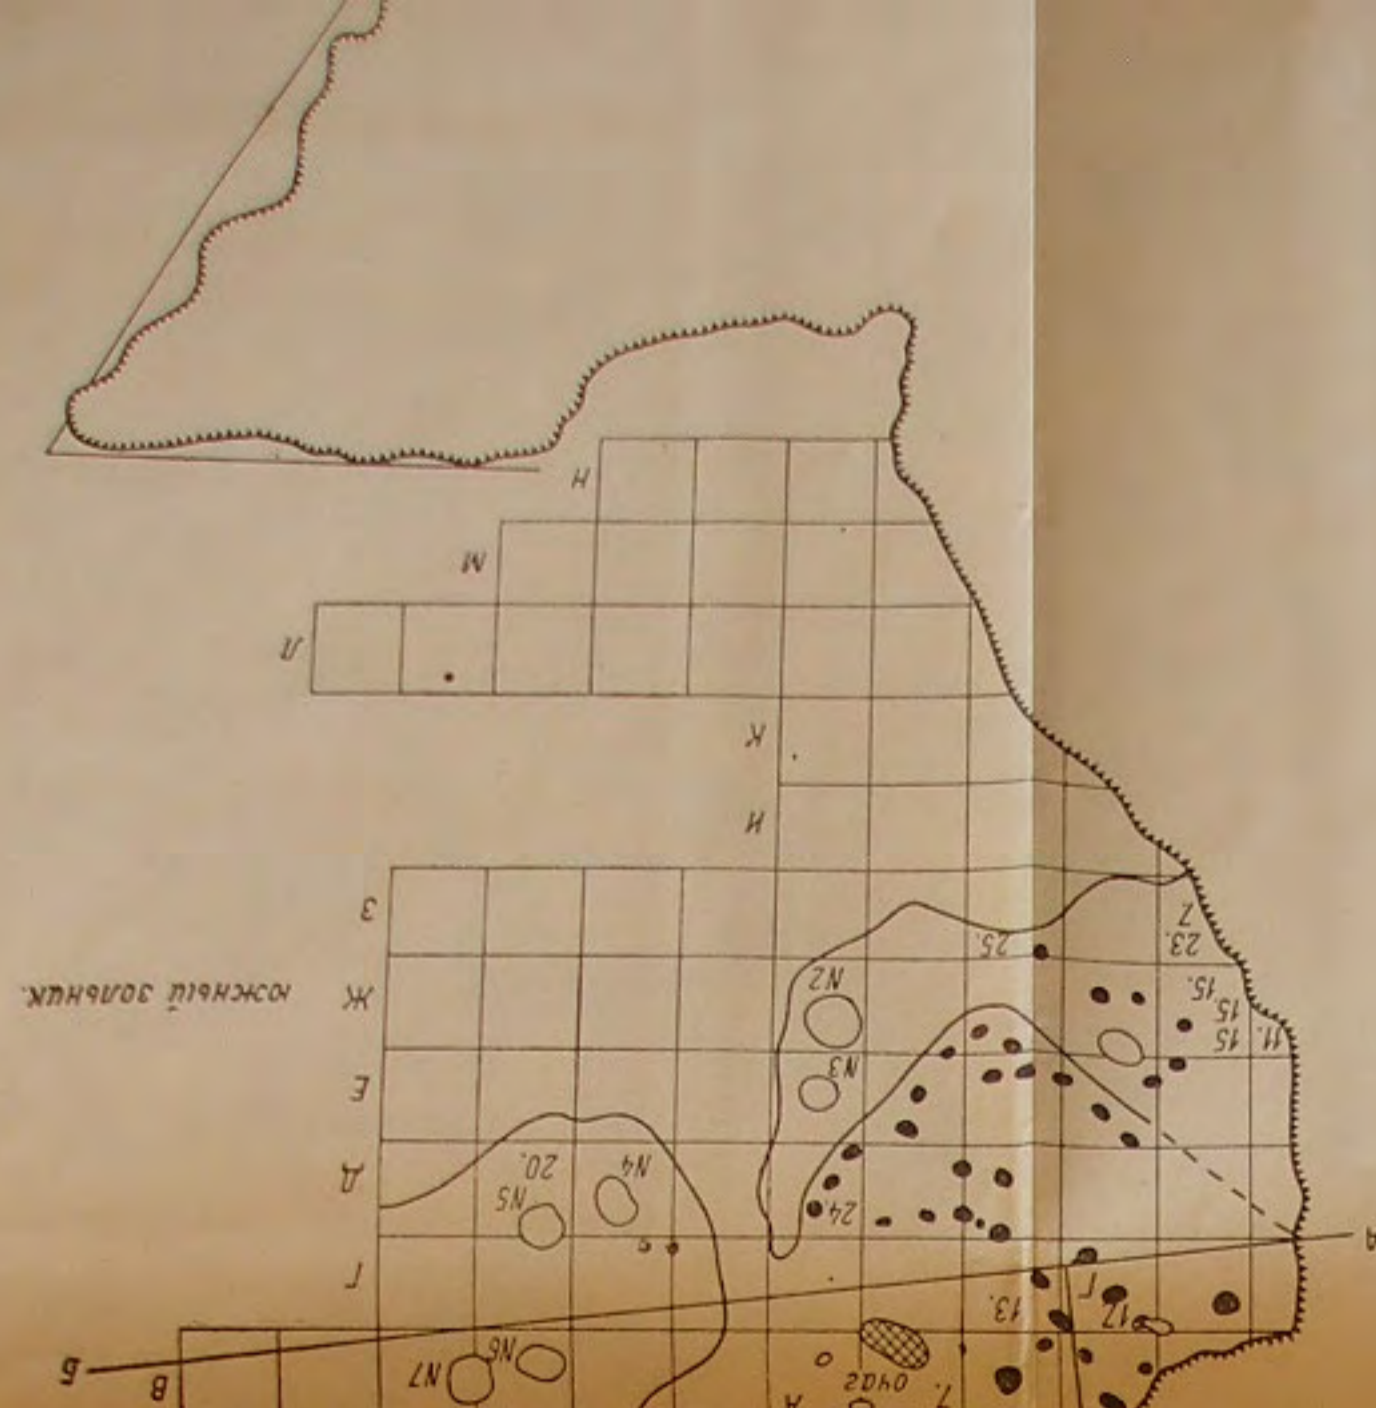 В
Б
N7
N6
очаг
7.
А
17
13.
Г
А
Г
24.
N5
20.
N4
Д
Е
N3
11.
15
15.
15.
Ж
южный зольник.
N2
25.
23.
7
З
И
К
Л
М
Н